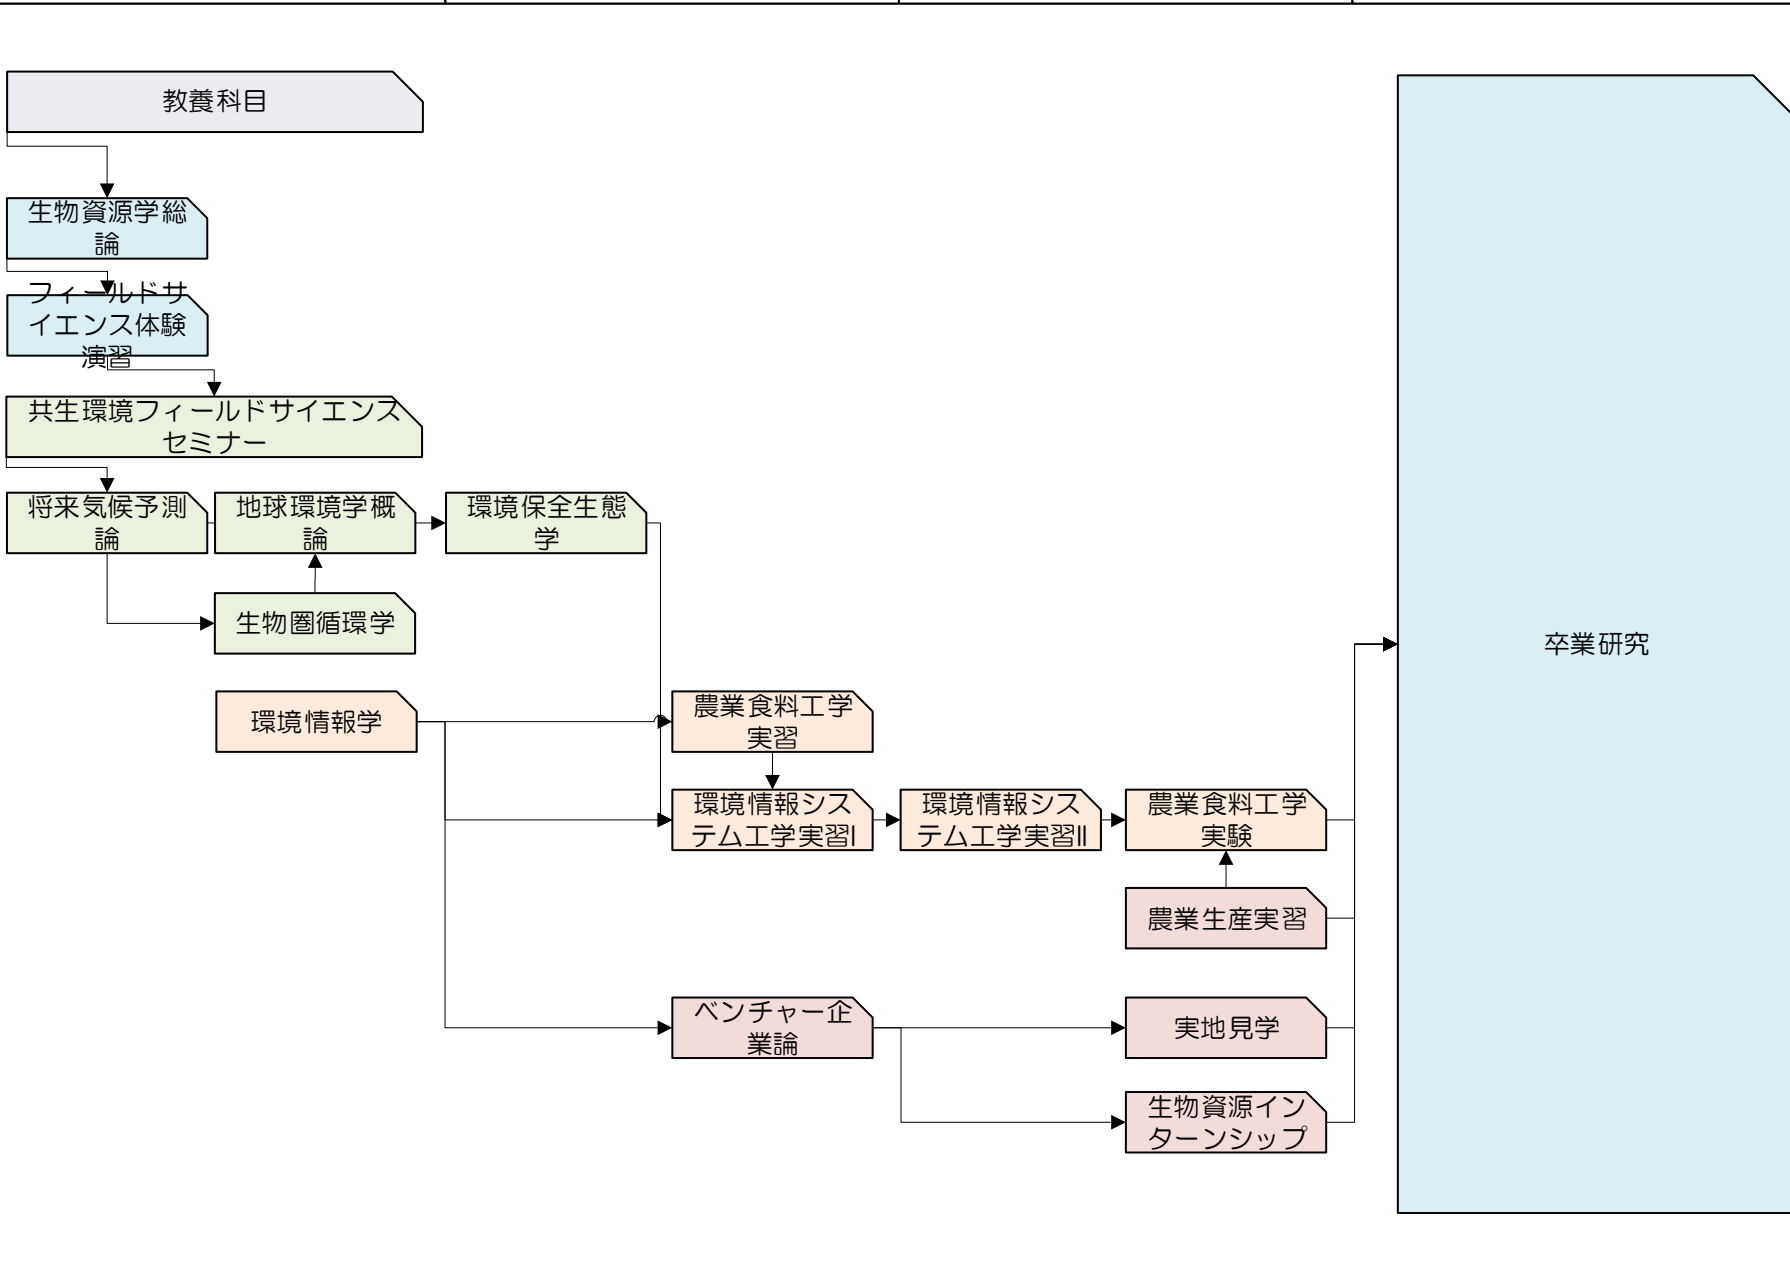 教養科目
生物資源学総
論
フィールドサ
イエンス体験
演習
共生環境フィールドサイエンス
セミナー
将来気候予測
論
地球環境学概
論
環境保全生態
学
生物圏循環学
環境情報学
農業食料工学
実習
環境情報シス
テム工学実習I
環境情報シス
テム工学実習II
農業食料工学
実験
農業生産実習
ベンチャー企
業論
実地見学
生物資源イン
ターンシップ
卒業研究